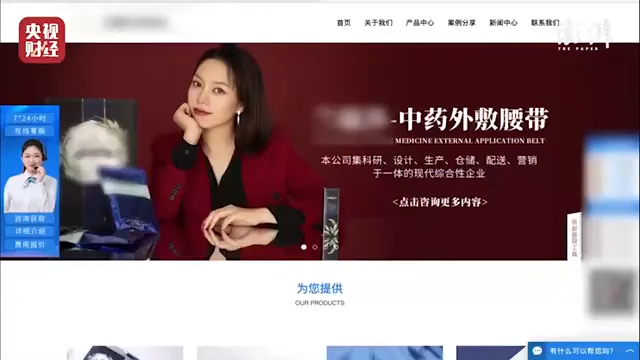 央视
财经
首页 关于我们 产品中心 案例分享 新闻中心 联系我们
澎湃
THE PAPER
7*24小时
在线客服
咨询获取
详细介绍
费用报价
-中药外敷腰带
MEDICINE EXTERNAL APPLICATION BELT
本公司集科研、设计、生产、仓储、配送、营销
于一体的现代综合性企业
<点击咨询更多内容>
为您提供
OUR PRODUCTS
有什么可以帮您吗?